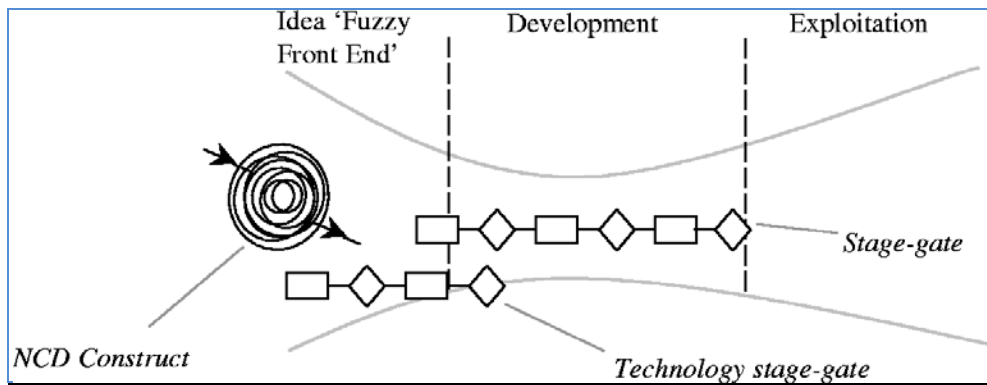 Idea ‘Fuzzy
Front End’
Development
Exploitation
Stage-gate
NCD Construct
Technology stage-gate